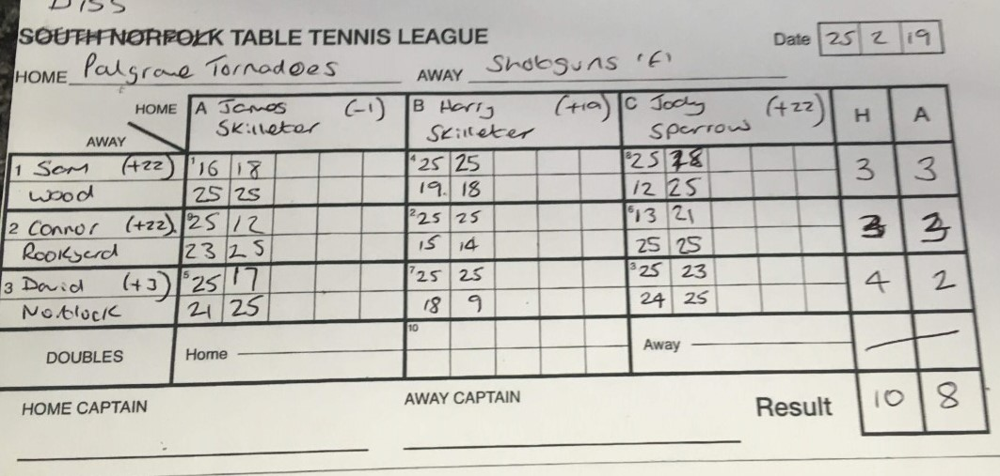 DISS
SOUTH NORFOLK TABLE TENNIS LEAGUE Date 25 2 19
HOME Palgrave Tornadoes AWAY Shotguns 'F'
HOME A James (-1) B Harry (+19) C Jody (+22) H A
AWAY Skilleter Skilleter Sparrow
1 Sam (+22) 1 16 18 4 25 25 8 25 3 3
Wood 25 25 19 18 12 25
2 Connor (+22) 9 25 12 2 25 25 6 13 21 3 3
Rookyard 23 25 15 14 25 25
3 David (+3) 5 25 17 7 25 25 3 25 23 4 2
21 25 18 9 24 25
10
DOUBLES Home Away
HOME CAPTAIN AWAY CAPTAIN Result 10 8